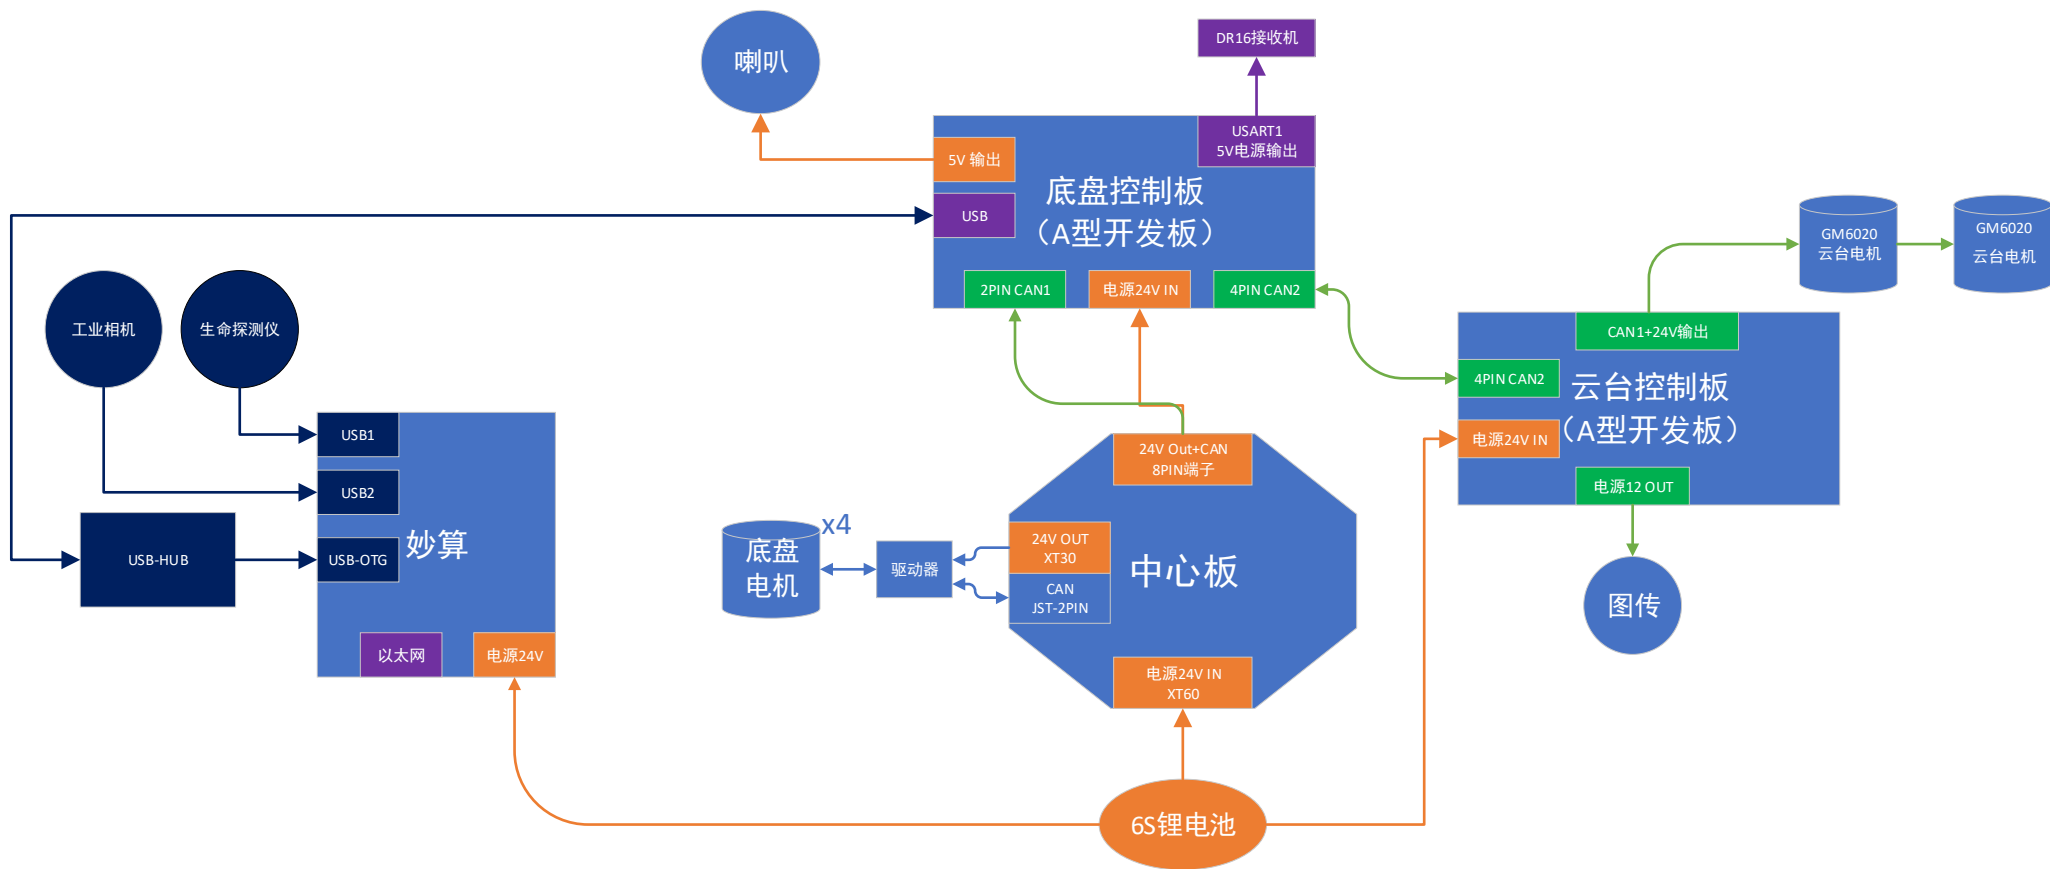 喇叭
DR16接收机
USART1
5V电源输出
5V 输出
USB
底盘控制板
（A型开发板）
2PIN CAN1
电源24V IN
4PIN CAN2
GM6020
云台电机
GM6020
云台电机
工业相机
生命探测仪
CAN1+24V输出
4PIN CAN2
云台控制板
（A型开发板）
电源24V IN
电源12 OUT
图传
USB1
USB2
USB-HUB
USB-OTG
妙算
以太网
电源24V
x4
底盘
电机
驱动器
24V Out+CAN
8PIN端子
24V OUT
XT30
CAN
JST-2PIN
中心板
电源24V IN
XT60
6S锂电池